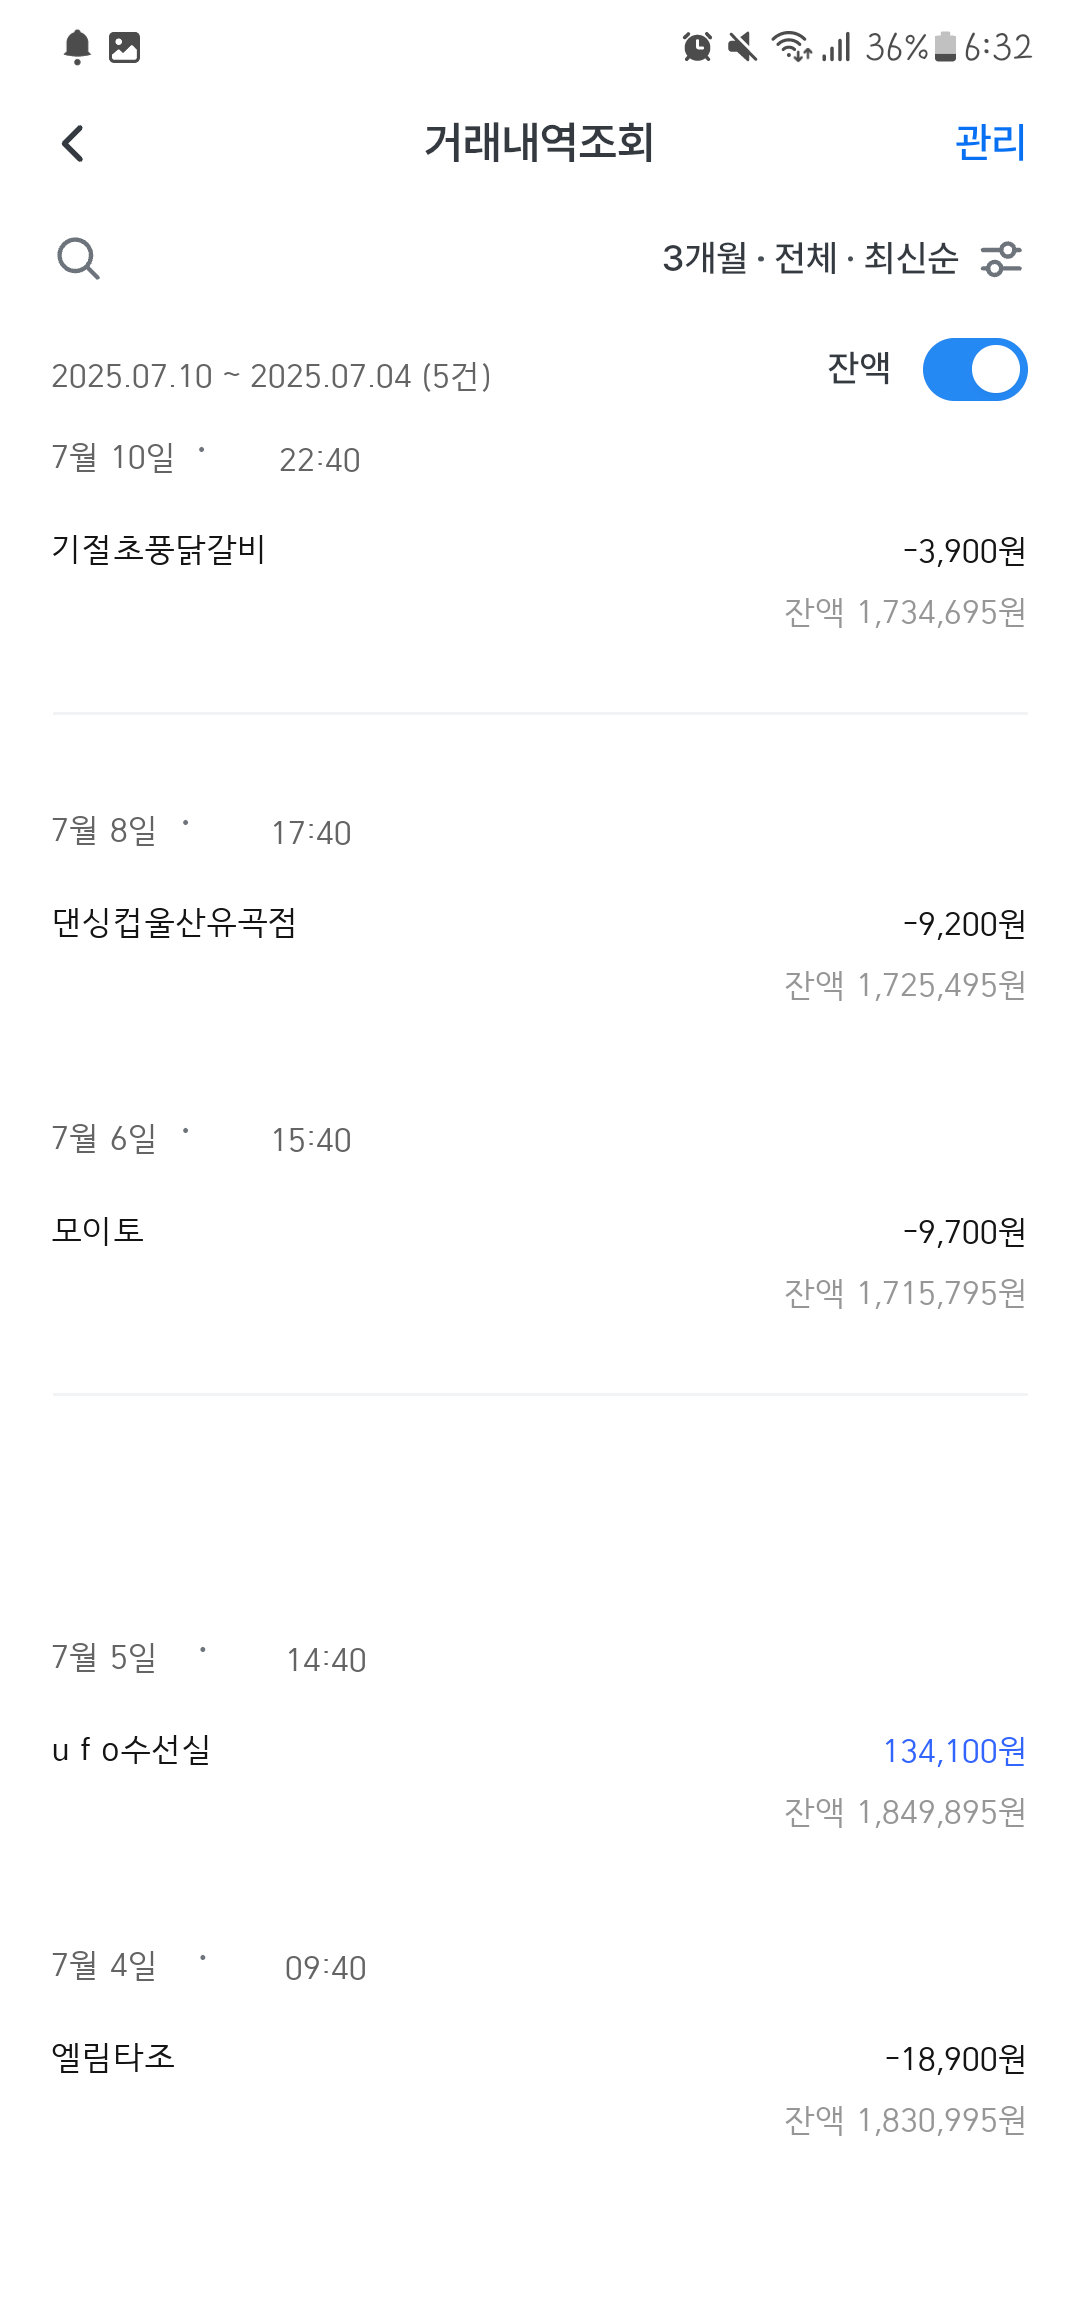 36% 6:32
거래내역조회 관리
3개월 · 전체 · 최신순
2025.07.10 ~ 2025.07.04 (5건) 잔액
7월 10일 · 22:40
기절초풍닭갈비 -3,900원
잔액 1,734,695원
7월 8일 · 17:40
댄싱컵울산유곡점 -9,200원
잔액 1,725,495원
7월 6일 · 15:40
모이토 -9,700원
잔액 1,715,795원
7월 5일 · 14:40
u f o수선실 134,100원
잔액 1,849,895원
7월 4일 · 09:40
엘림타조 -18,900원
잔액 1,830,995원